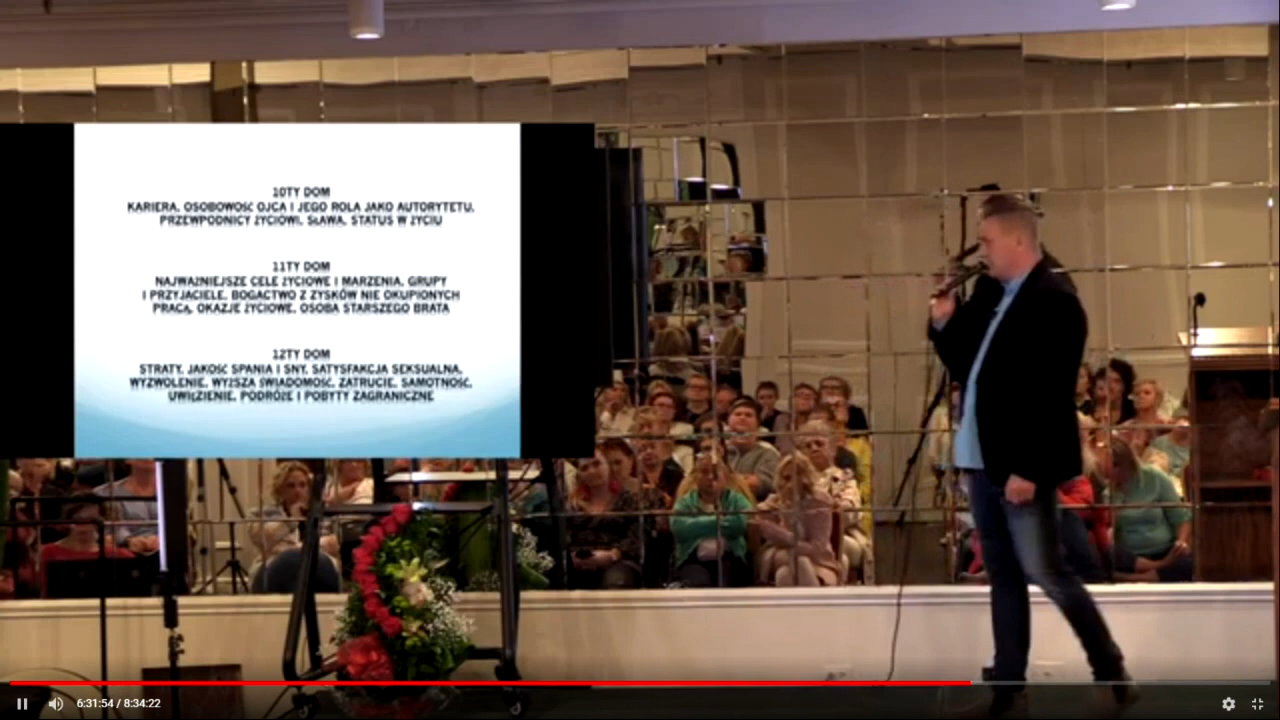 10TY DOM
KARIERA, OSOBOWOŚĆ OJCA I JEGO ROLA JAKO AUTORYTETU,
PRZEWPODNICY ŻYCIOWI, SŁAWA, STATUS W ŻYCIU
11TY DOM
NAJWAŻNIEJSZE CELE ŻYCIOWE I MARZENIA, GRUPY
I PRZYJACIELE, BOGACTWO Z ZYSKÓW NIE OKUPIONYCH
PRACĄ, OKAZJE ŻYCIOWE, OSOBA STARSZEGO BRATA
12TY DOM
STRATY, JAKOŚĆ SPANIA I SNY, SATYSFAKCJA SEKSUALNA,
WYZWOLENIE, WYŻSZA ŚWIADOMOŚĆ, ZATRUCIE, SAMOTNOŚĆ,
UWIĘZIENIE, PODRÓŻE I POBYTY ZAGRANICZNE
6:31:54 / 8:34:22